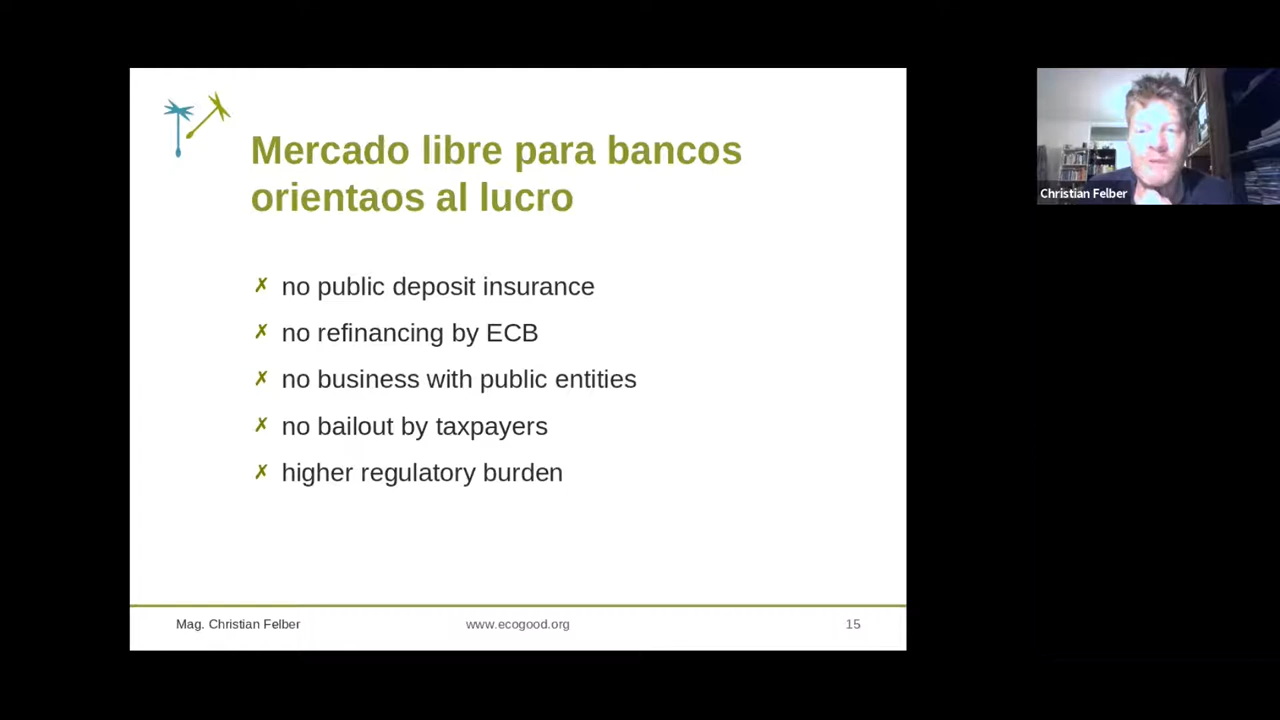 Mercado libre para bancos
orientaos al lucro
✗ no public deposit insurance
✗ no refinancing by ECB
✗ no business with public entities
✗ no bailout by taxpayers
✗ higher regulatory burden
Mag. Christian Felber
www.ecogood.org
15
Christian Felber